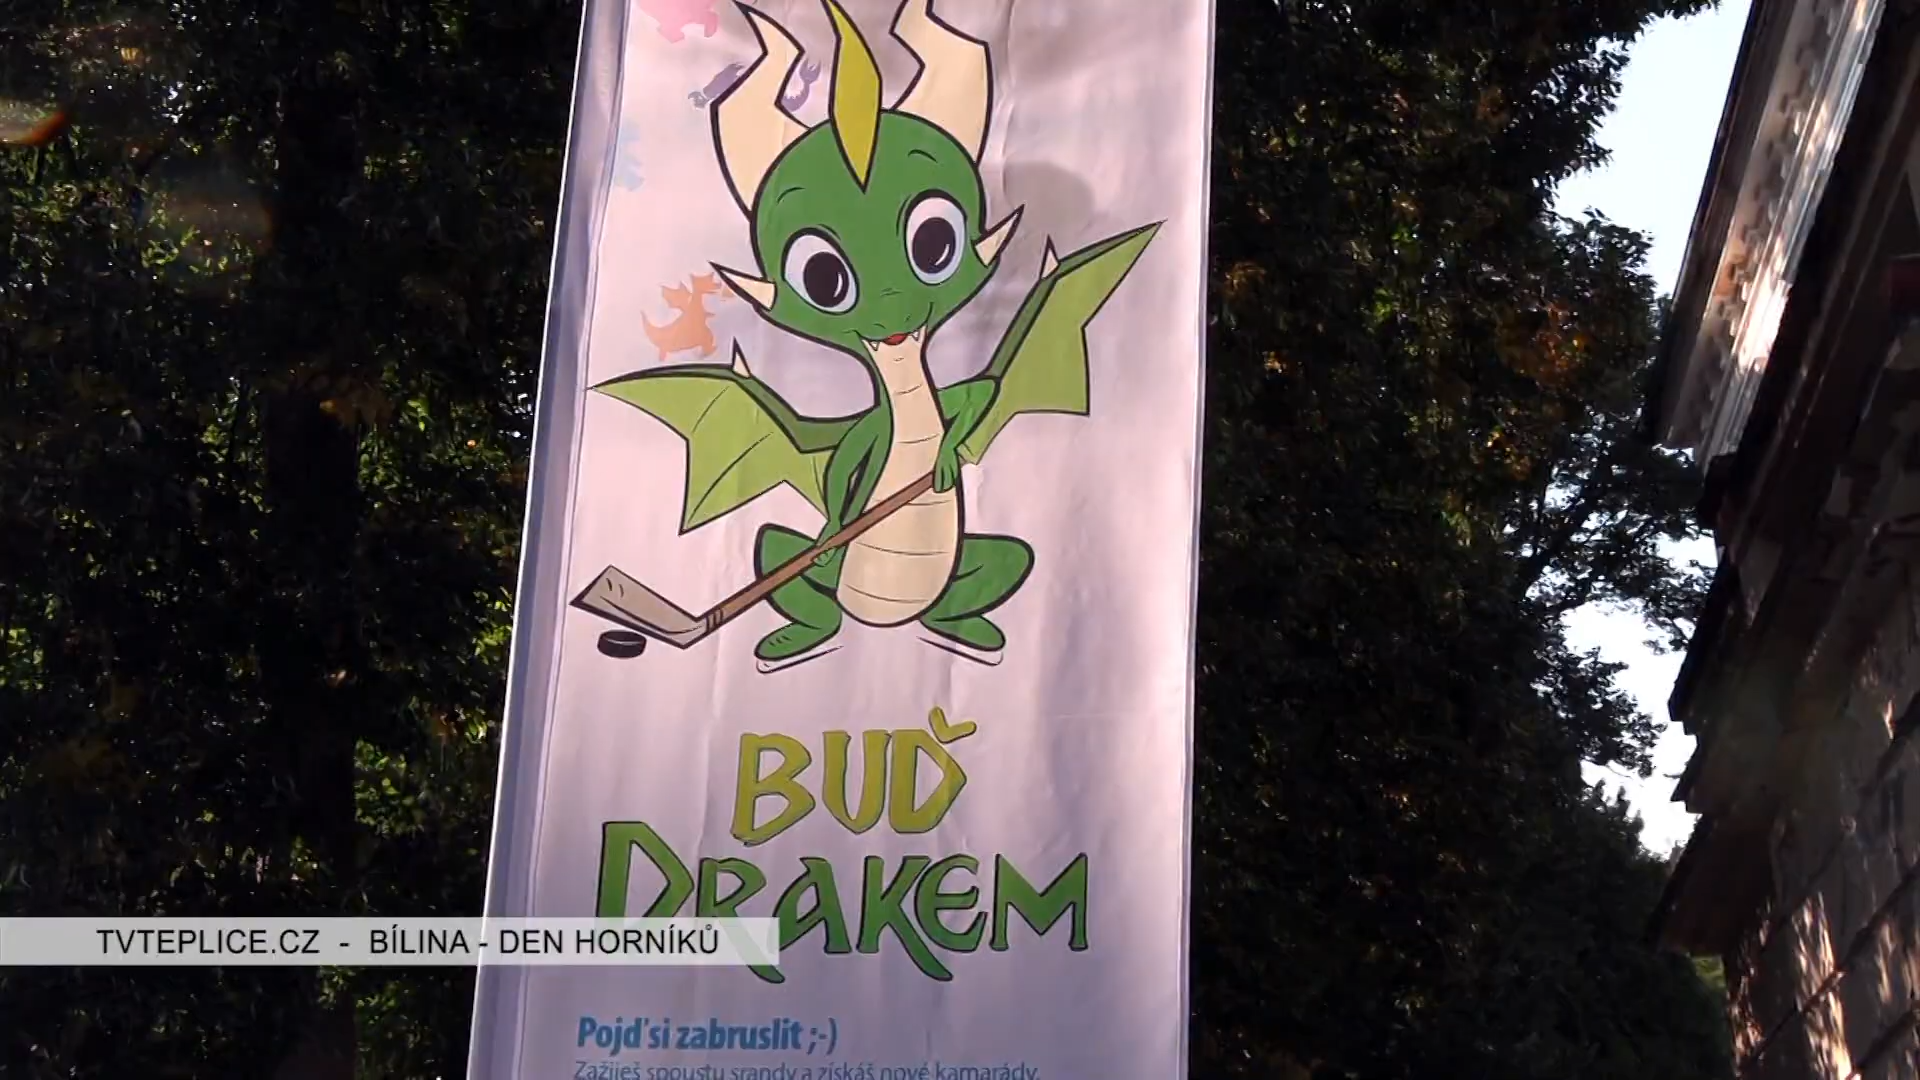 BUĎ
DRAKEM
TVTEPLICE.CZ - BÍLINA - DEN HORNÍKŮ
Pojď si zabruslit ;-)
Zažiješ spoustu srandy a získáš nové kamarády.